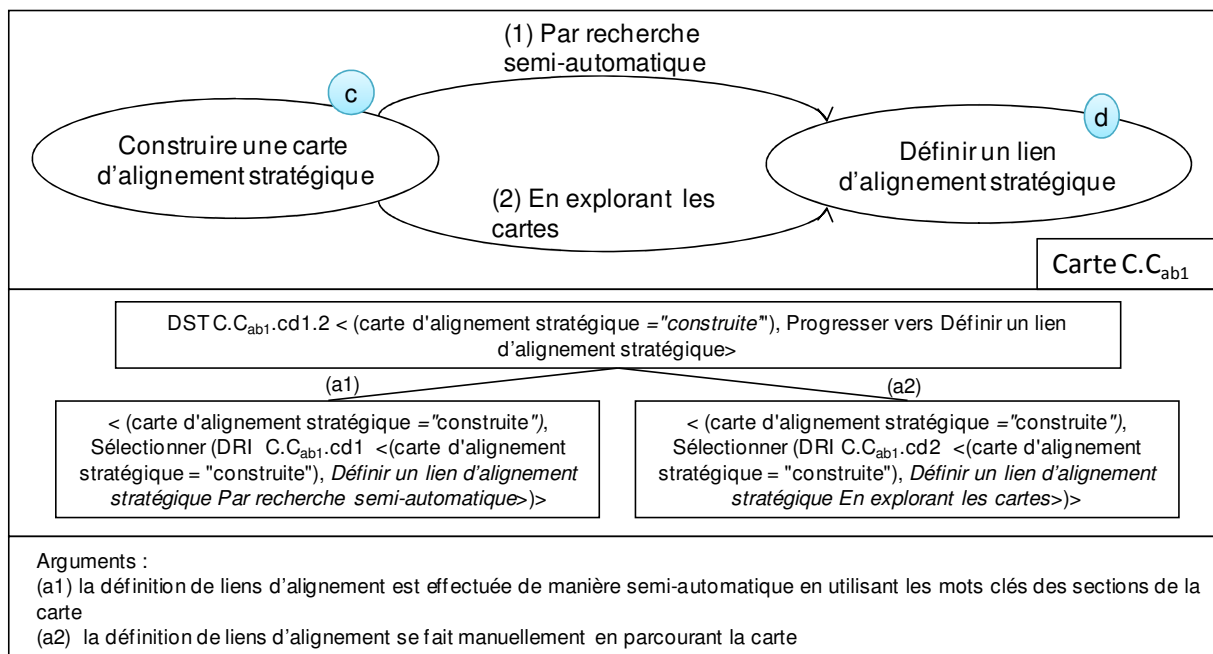 (1) Par recherche
semi-automatique
c
d
Construire une carte
d'alignement stratégique
Définir un lien
d'alignement stratégique
(2) En explorant les
cartes
Carte C.Cab1
DST C.Cab1.cd1.2 < (carte d'alignement stratégique ="construite"'), Progresser vers Définir un lien
d'alignement stratégique>
(a1)
(a2)
< (carte d'alignement stratégique ="construite"),
Sélectionner (DRI C.Cab1.cd1 <(carte d'alignement
stratégique = "construite"), Définir un lien d'alignement
stratégique Par recherche semi-automatique>)>
< (carte d'alignement stratégique ="construite"),
Sélectionner (DRI C.Cab1.cd2 <(carte d'alignement
stratégique = "construite"), Définir un lien d'alignement
stratégique En explorant les cartes>)>
Arguments :
(a1) la définition de liens d'alignement est effectuée de manière semi-automatique en utilisant les mots clés des sections de la
carte
(a2) la définition de liens d'alignement se fait manuellement en parcourant la carte